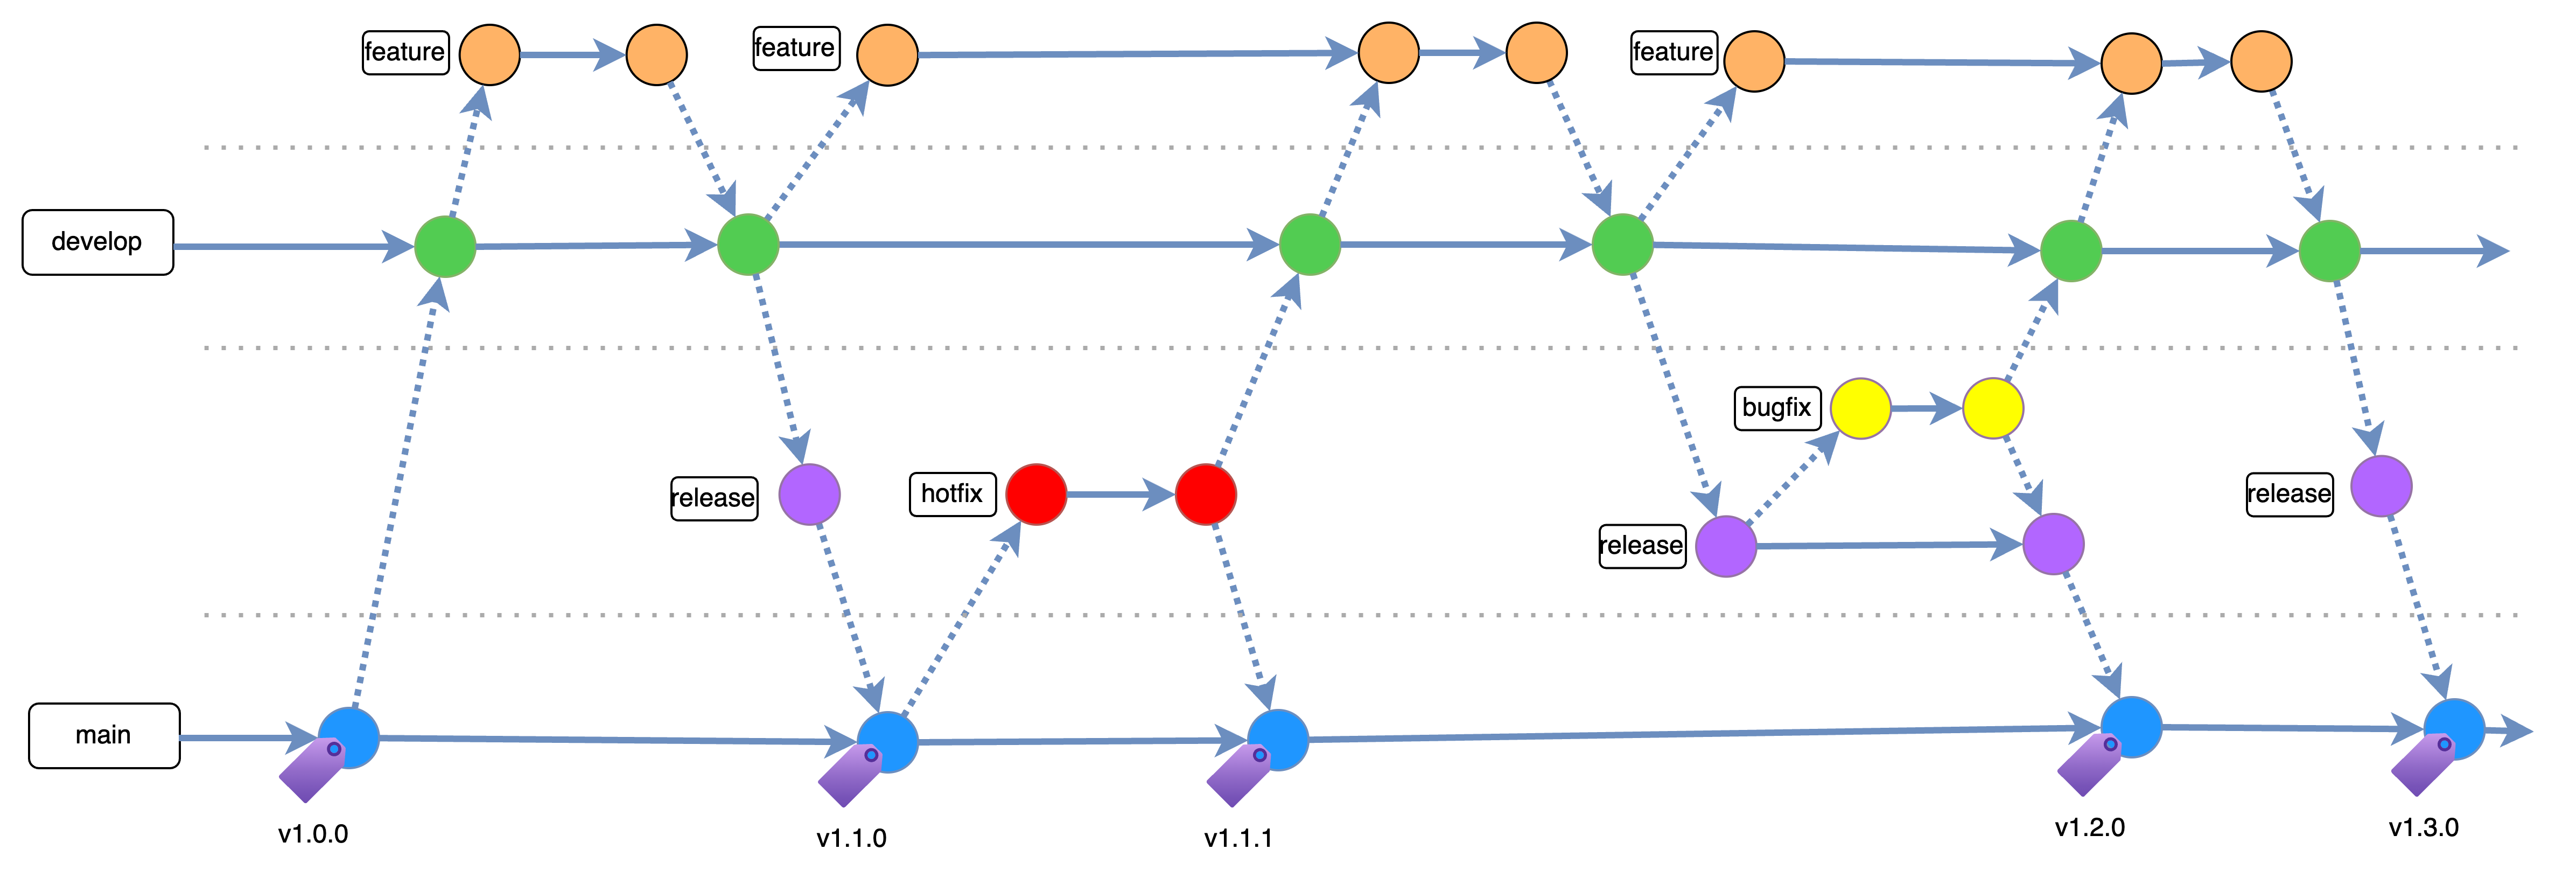 feature
feature
feature
develop
bugfix
release
hotfix
release
release
main
v1.0.0
v1.1.0
v1.1.1
v1.2.0
v1.3.0